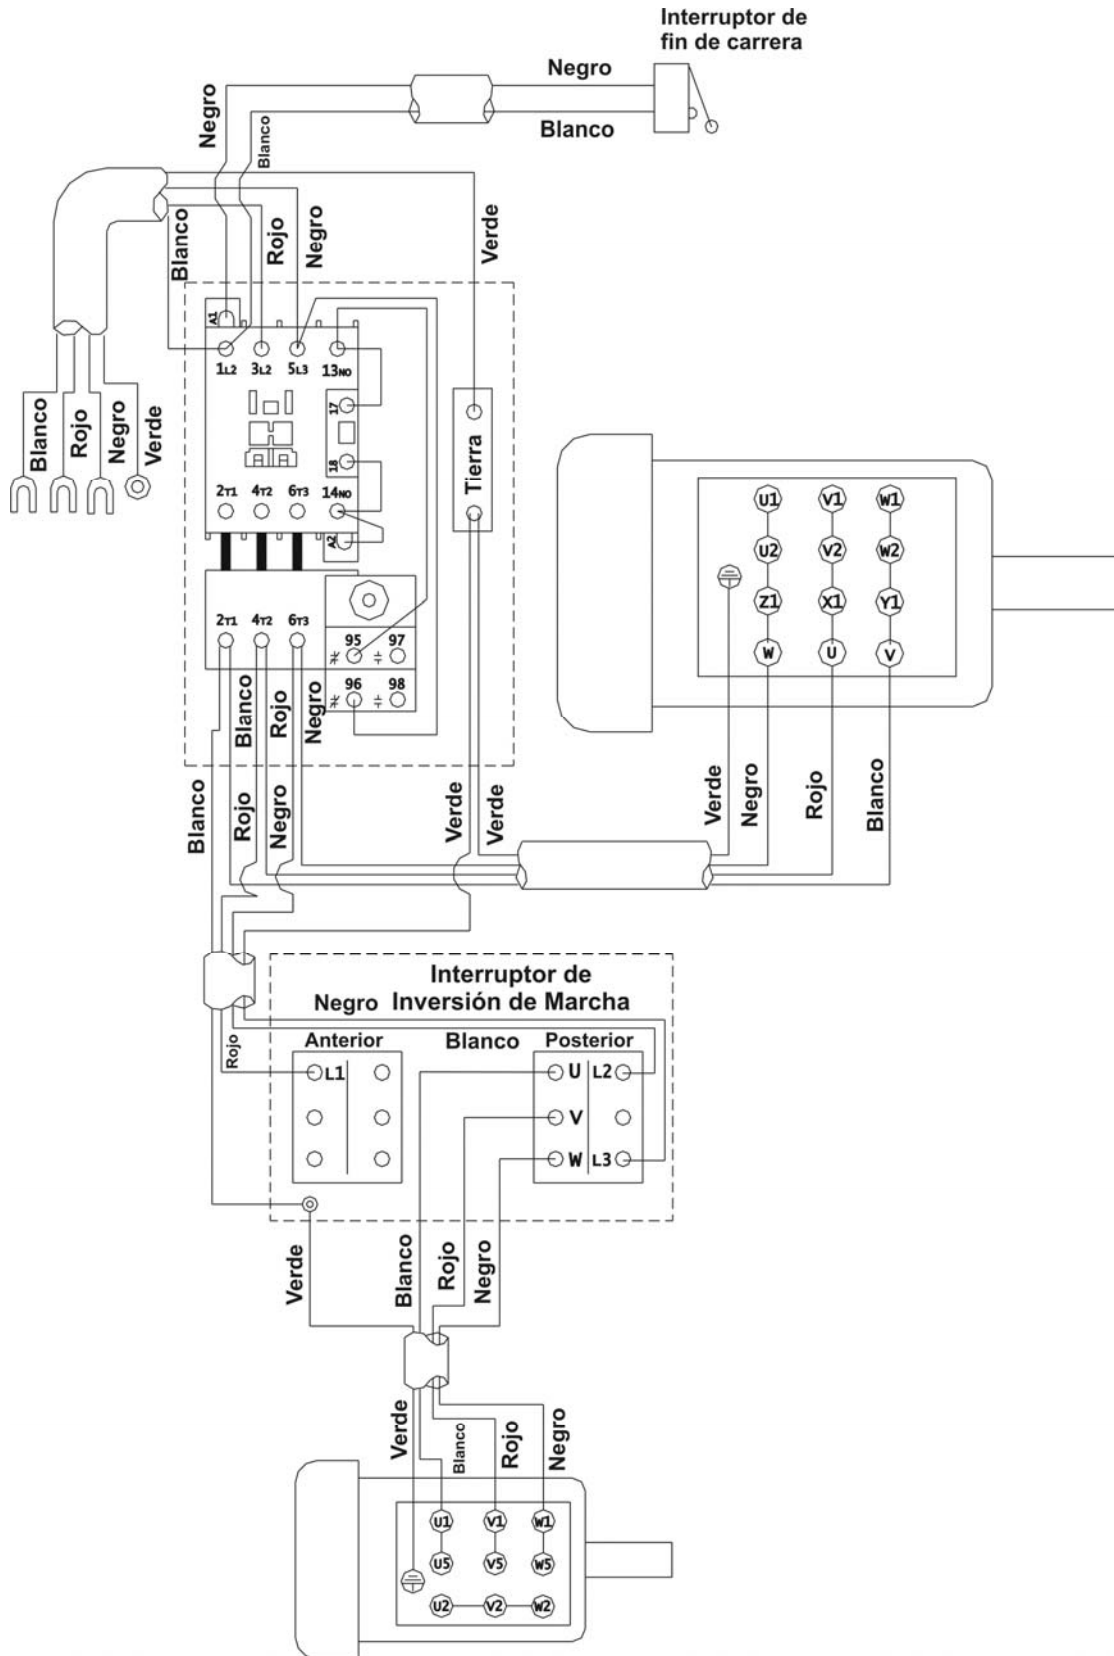 Interruptor de
fin de carrera
Negro
Blanco
Negro
Blanco
Blanco
Rojo
Negro
Verde
A1
1L2 3L2 5L3 13NO
17
18
2T1 4T2 6T3 14NO
A2
Tierra
Blanco
Rojo
Negro
Verde
2T1 4T2 6T3
95 97
96 98
Blanco
Rojo
Negro
Blanco
Rojo
Negro
Verde
Verde
U1 V1 W1
U2 V2 W2
Z1 X1 Y1
W U V
Verde
Negro
Rojo
Blanco
Interruptor de
Inversión de Marcha
Negro
Rojo
Blanco
Anterior
Posterior
L1
U L2
V
W L3
Verde
Blanco
Rojo
Negro
Verde
Blanco
Rojo
Negro
U1 V1 W1
U5 V5 W5
U2 V2 W2